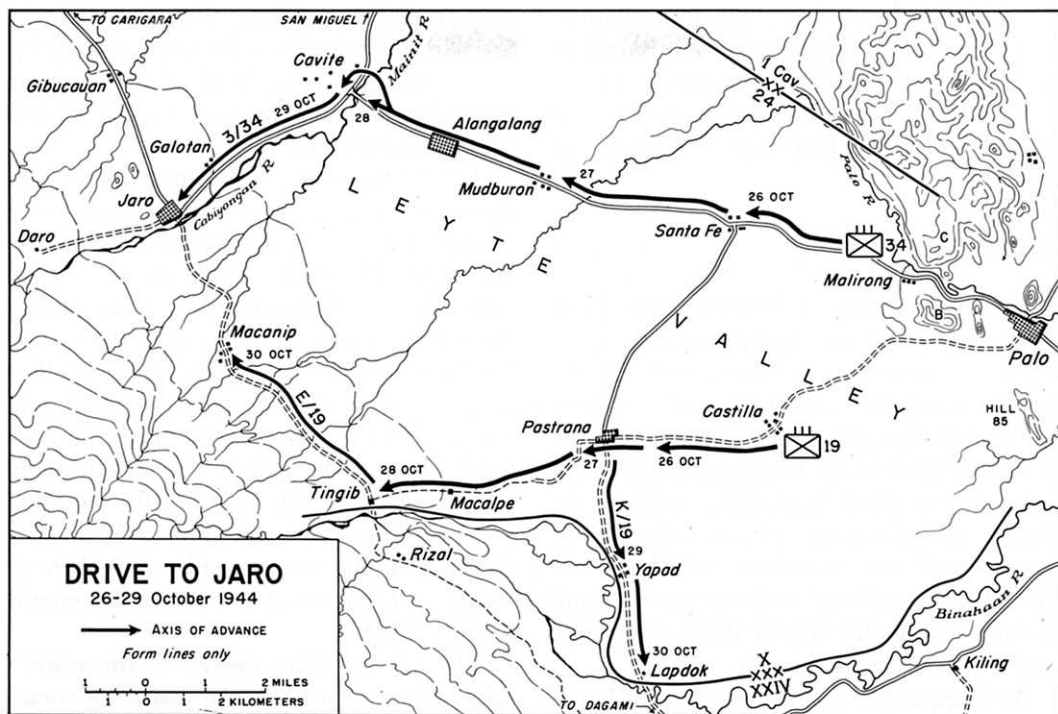 TO CARIGARA
SAN MIGUEL
Cavite
Mainit R
Gibucauan
29 OCT
3/34
28
Alangalang
I Cav.
XX
24
Galotan
Jaro
Cabiyongan R
Daro
Mudburon
27
26 OCT
Santa Fe
34
Palo R
Malirong
C
B
Palo
LEYTE
VALLEY
Macanip
30 OCT
E/19
Castilla
HILL
85
Pastrana
27
26 OCT
19
28 OCT
Tingib
Macalpe
K/19
Rizal
29
Yapad
Binahaan R
30 OCT
Lapdok
X
XXX
XXIV
Kiling
TO DAGAMI
DRIVE TO JARO
26-29 October 1944
AXIS OF ADVANCE
Form lines only
1 0 1 2 MILES
1 0 1 2 KILOMETERS